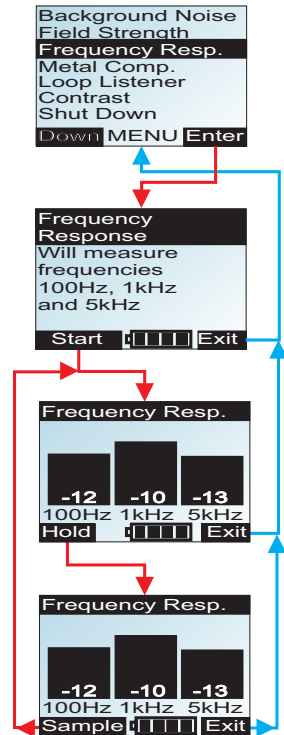 Background Noise
Field Strength
Frequency Resp.
Metal Comp.
Loop Listener
Contrast
Shut Down
Down MENU Enter
Frequency
Response
Will measure
frequencies
100Hz, 1kHz
and 5kHz
Start Exit
Frequency Resp.
-12 -10 -13
100Hz 1kHz 5kHz
Hold Exit
Frequency Resp.
-12 -10 -13
100Hz 1kHz 5kHz
Sample Exit